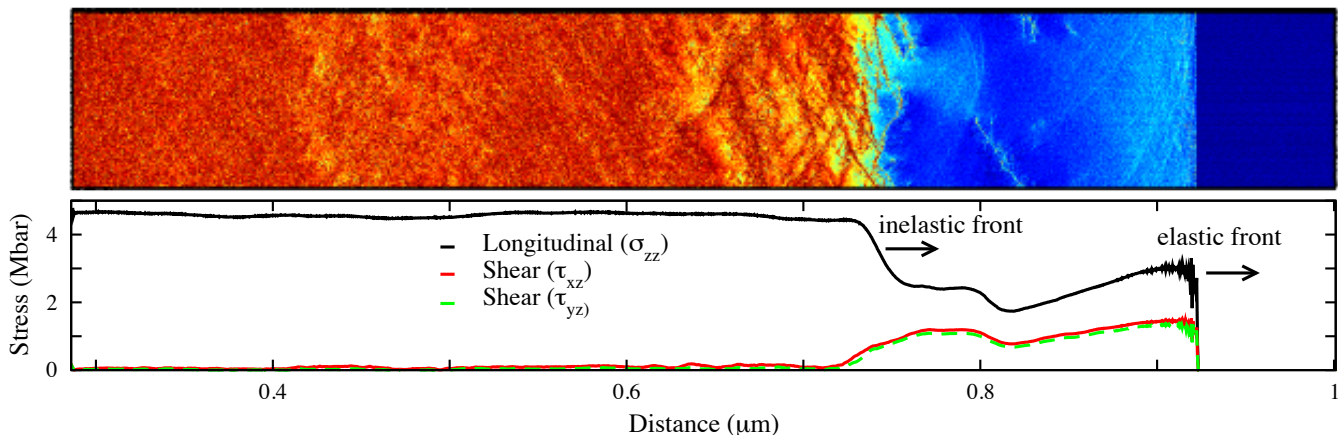 4
2
0
Stress (Mbar)
Longitudinal (σzz)
Shear (τxz)
Shear (τyz)
inelastic front
elastic front
0.4
0.6
0.8
1
Distance (μm)